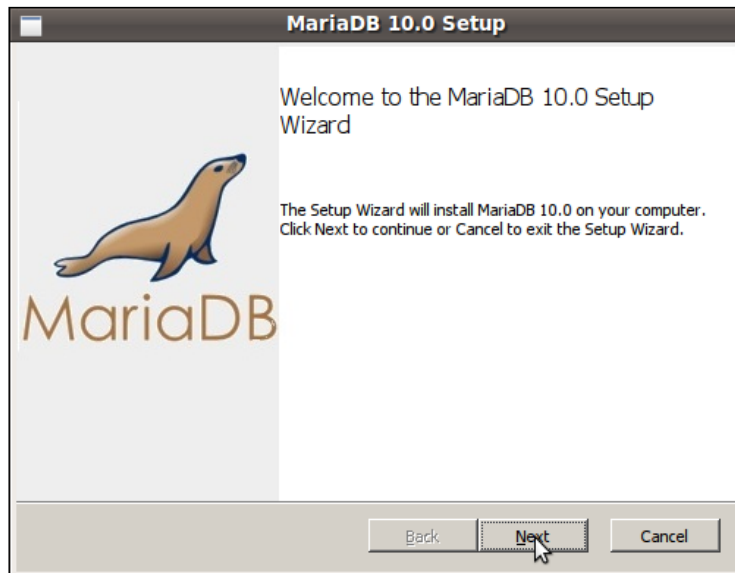 MariaDB 10.0 Setup
Welcome to the MariaDB 10.0 Setup
Wizard
The Setup Wizard will install MariaDB 10.0 on your computer.
Click Next to continue or Cancel to exit the Setup Wizard.
MariaDB
Back
Next
Cancel